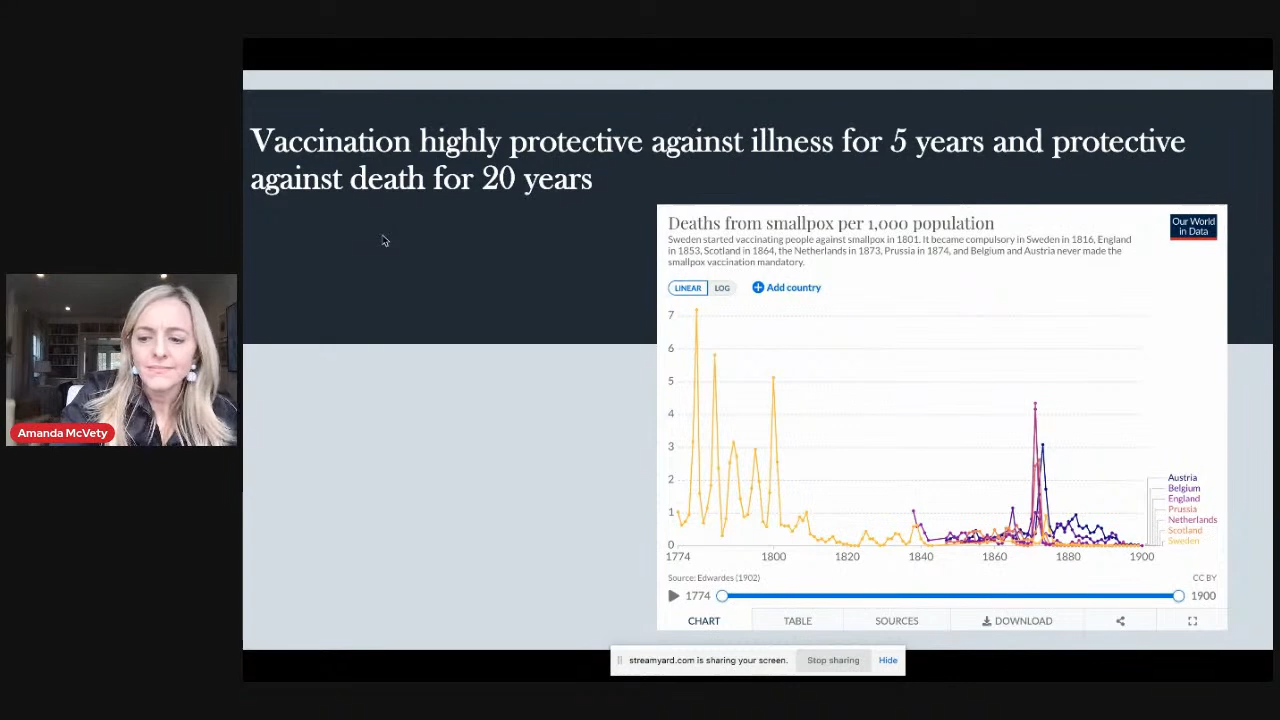 Vaccination highly protective against illness for 5 years and protective
against death for 20 years
Deaths from smallpox per 1,000 population
Our World
in Data
Sweden started vaccinating people against smallpox in 1801. It became compulsory in Sweden in 1816, England
in 1853, Scotland in 1864, the Netherlands in 1873, Prussia in 1874, and Belgium and Austria never made the
smallpox vaccination mandatory.
LINEAR LOG Add country
7
6
5
4
3
2
1
0
1774 1800 1820 1840 1860 1880 1900
Austria
Belgium
England
Prussia
Netherlands
Scotland
Sweden
Source: Edwardes (1902) CC BY
1774 1900
CHART TABLE SOURCES DOWNLOAD
Amanda McVety
streamyard.com is sharing your screen. Stop sharing Hide